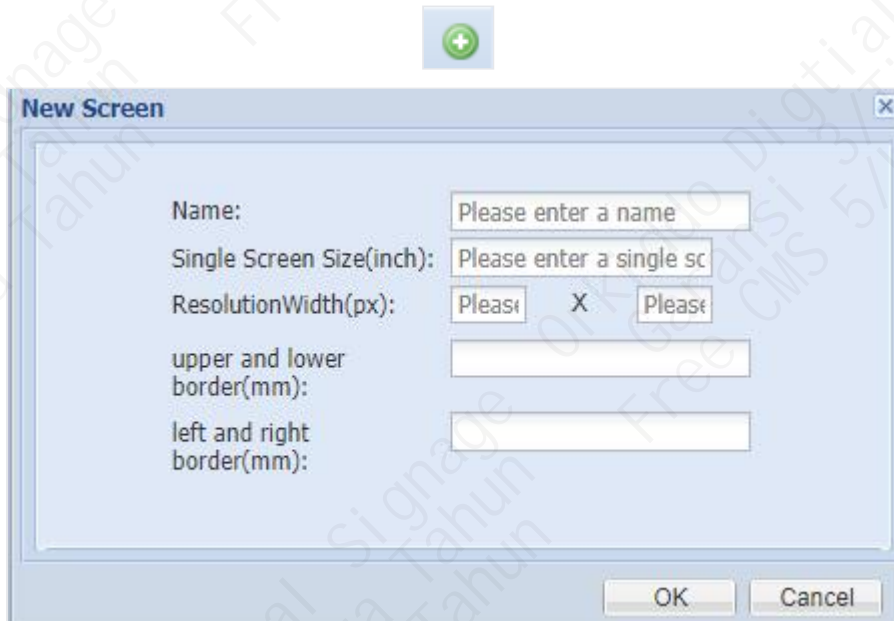 New Screen
Name:
Please enter a name
Single Screen Size(inch):
Please enter a single sc
ResolutionWidth(px):
Please
X
Please
upper and lower
border(mm):
left and right
border(mm):
OK
Cancel